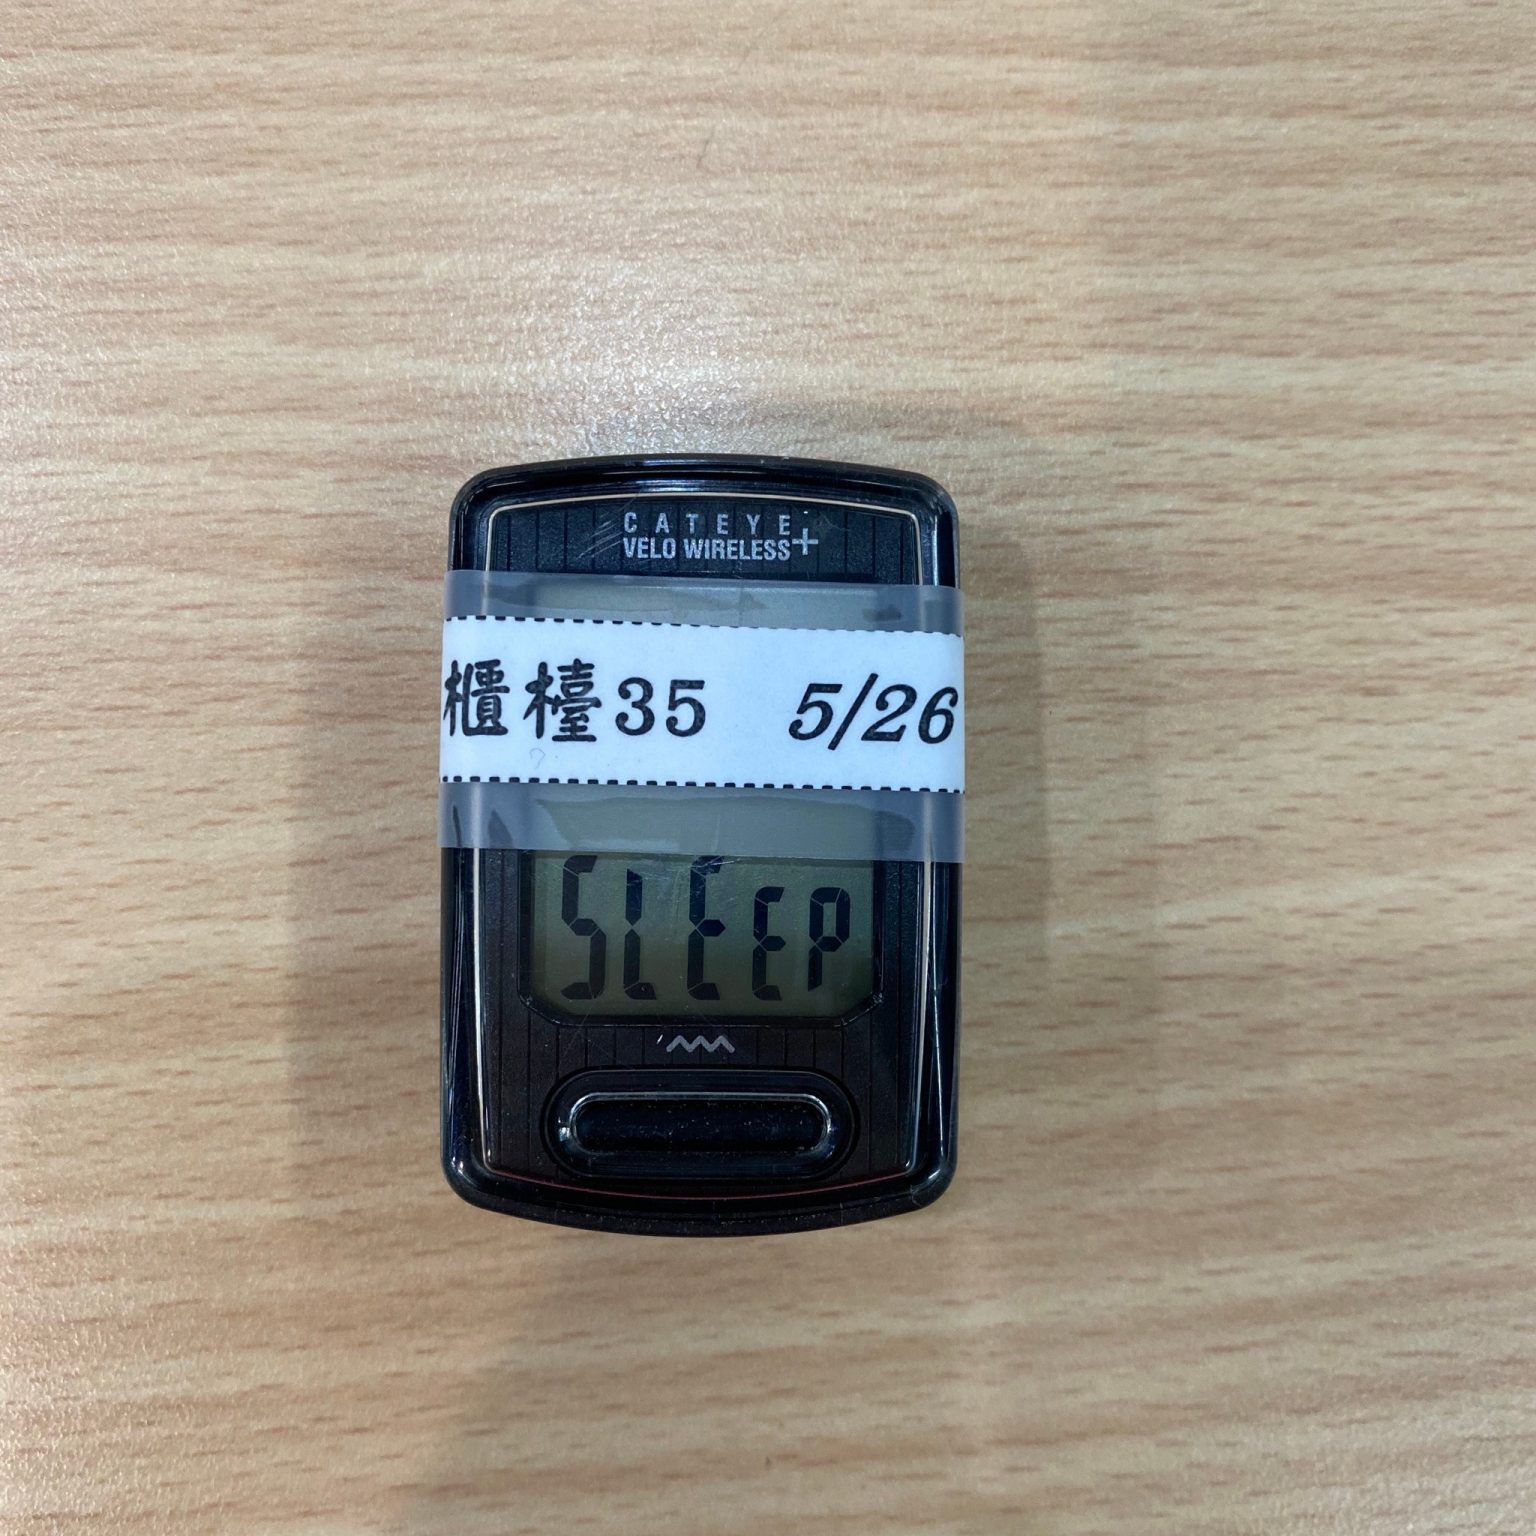 CATEYE
VELO WIRELESS+
櫃檯35 5/26
SLEEP